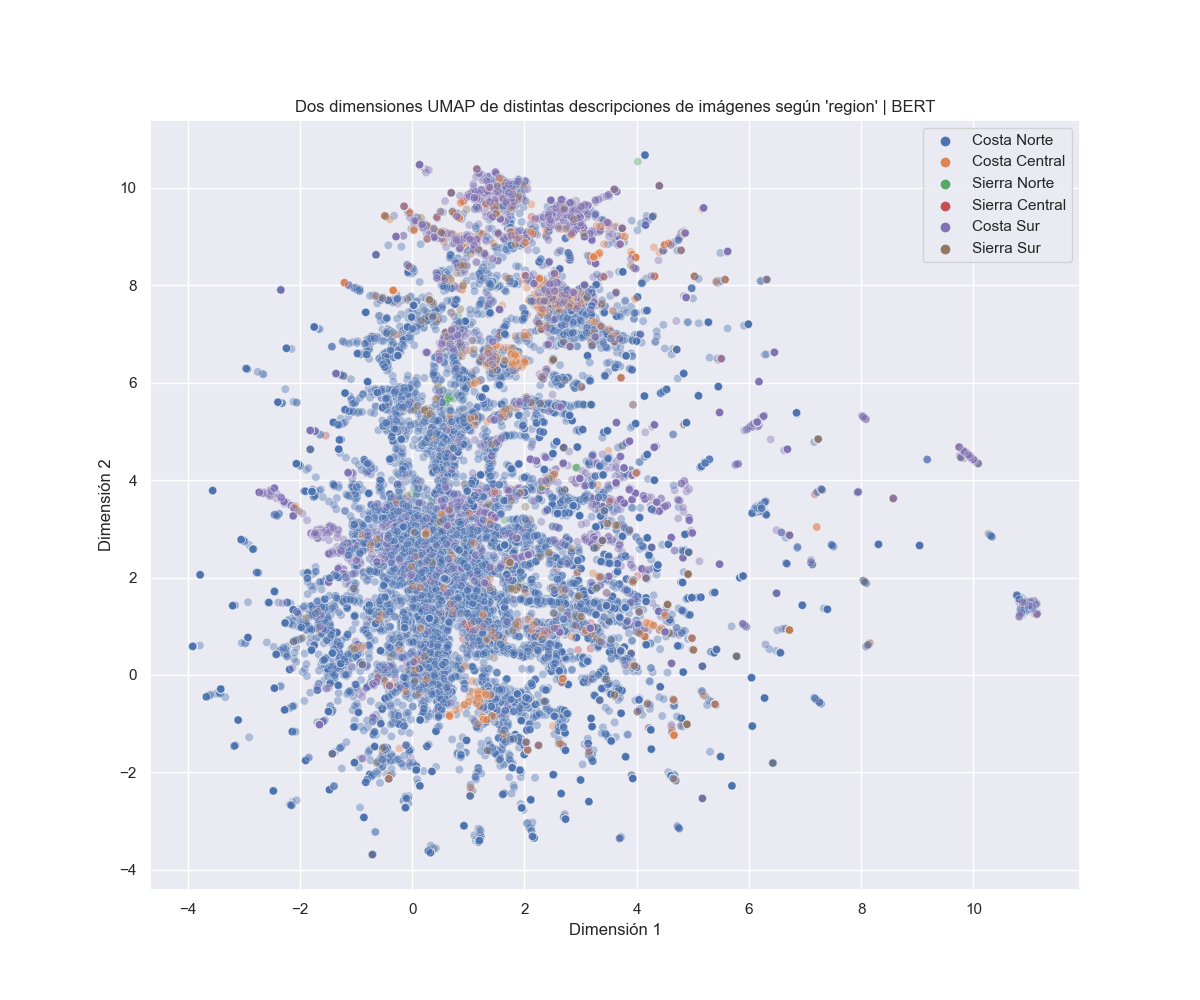 Dos dimensiones UMAP de distintas descripciones de imágenes según 'region' | BERT
Costa Norte
Costa Central
Sierra Norte
Sierra Central
Costa Sur
Sierra Sur
10
8
6
4
2
0
−2
−4
Dimensión 2
−4
−2
0
2
4
6
8
10
Dimensión 1